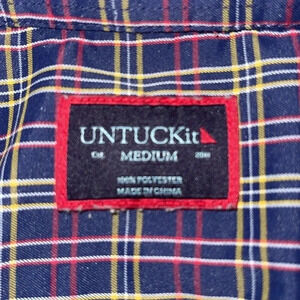 UNTUCKit
Est. MEDIUM 2011
100% POLYESTER
MADE IN CHINA